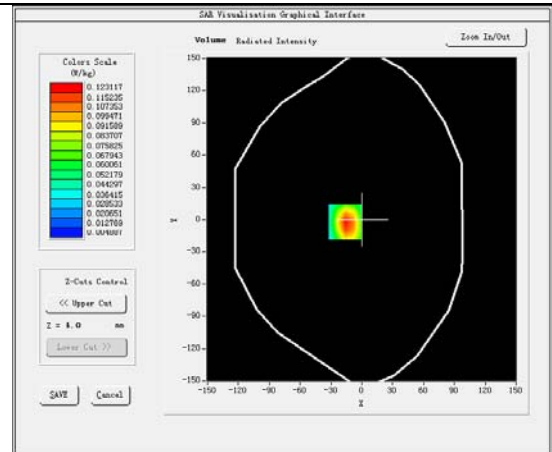 SAR Visualisation Graphical Interface
Volume Radiated Intensity
Zoom In/Out
Colors Scale
(W/kg)
0.123117
0.115235
0.107353
0.099471
0.091589
0.083707
0.075825
0.067943
0.060061
0.052179
0.044297
0.036415
0.028533
0.020651
0.012769
0.004887
Z-Cuts Control
<< Upper Cut
Z = 4.0 mm
Lower Cut >>
SAVE
Cancel
150
120
90
60
30
0
-30
-60
-90
-120
-150
Y
-150 -120 -90 -60 -30 0 30 60 90 120 150
X